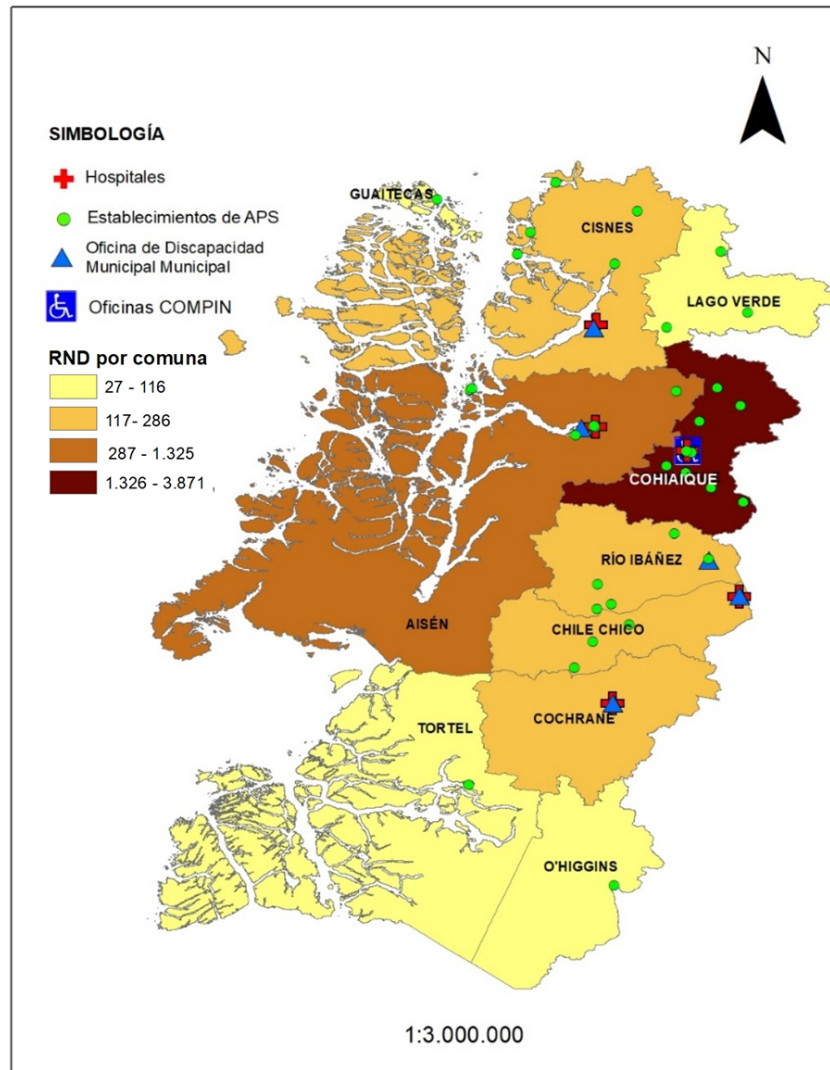 N
SIMBOLOGÍA
Hospitales
Establecimientos de APS
Oficina de Discapacidad
Municipal Municipal
Oficinas COMPIN
RND por comuna
27 - 116
117- 286
287 - 1.325
1.326 - 3.871
GUAITECAS
CISNES
LAGO VERDE
COHIAIQUE
RÍO IBÁÑEZ
AISÉN
CHILE CHICO
COCHRANE
TORTEL
O'HIGGINS
1:3.000.000